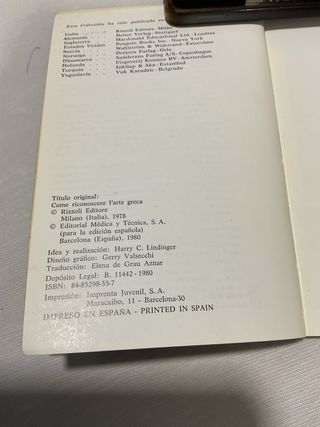 Esta Colección ha sido publicada en
Italia . . . . Rizzoli Editore - Milán
Alemania . . . Belser Verlag - Stuttgart
Inglaterra . . Macdonald Educational Ltd. - Londres
Estados Unidos Penguin Books Inc. - Nueva York
Suecia . . . . Wahlström & Widstrand - Estocolmo
Noruega . . . Dreyers Forlag - Oslo
Dinamarca . . Samlerens Forlag A/S - Copenhague
Holanda . . . Uitgeverij Kosmos BV - Amsterdam
Turquía . . . Inkilap & Aka - Estambul
Yugoslavia . . Vuk Karadzic - Belgrado
Título original:
Come riconoscere l'arte greca
© Rizzoli Editore
Milano (Italia), 1978
© Editorial Médica y Técnica, S. A.
(para la edición española)
Barcelona (España), 1980
Idea y realización: Harry C. Lindinger
Diseño gráfico: Gerry Valsecchi
Traducción: Elena de Grau Aznar
Depósito Legal: B. 11442 - 1980
ISBN: 84-85298-35-7
Impresión: Imprenta Juvenil, S. A.
Maracaibo, 11 - Barcelona-30
IMPRESO EN ESPAÑA - PRINTED IN SPAIN